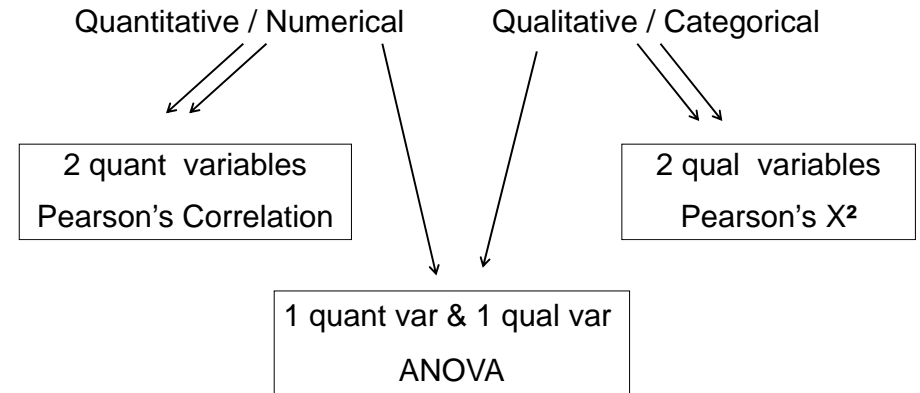 Quantitative / Numerical
Qualitative / Categorical
2 quant variables
Pearson’s Correlation
2 qual variables
Pearson’s X²
1 quant var & 1 qual var
ANOVA